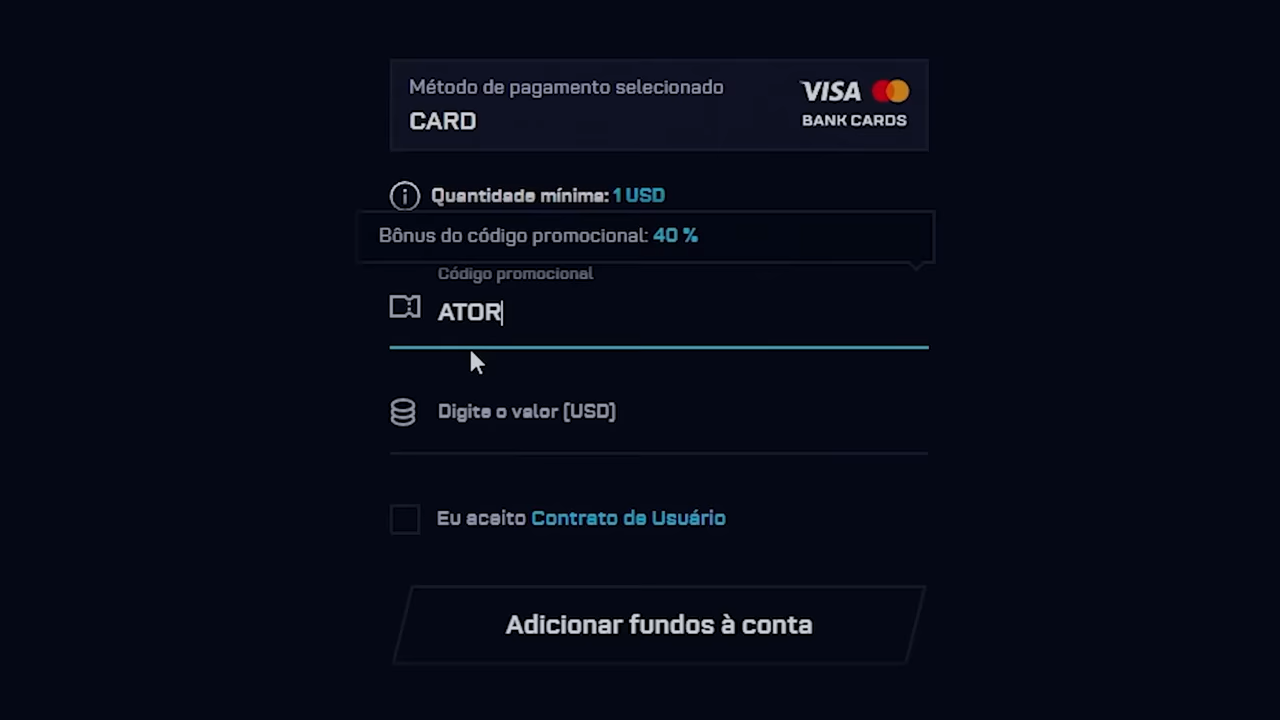 Método de pagamento selecionado
CARD
VISA
BANK CARDS
Quantidade mínima: 1 USD
Bônus do código promocional: 40 %
Código promocional
ATOR
Digite o valor (USD)
Eu aceito Contrato de Usuário
Adicionar fundos à conta